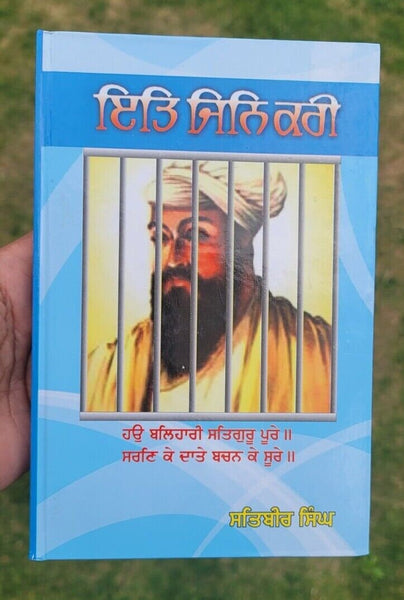 ਇਤਿ ਜਿਨਿ ਕਰੀ
ਹਉ ਬਲਿਹਾਰੀ ਸਤਿਗੁਰੂ ਪੂਰੇ॥
ਸਰਣਿ ਕੇ ਦਾਤੇ ਬਚਨ ਕੇ ਸੂਰੇ॥
ਸਤਿਬੀਰ ਸਿੰਘ